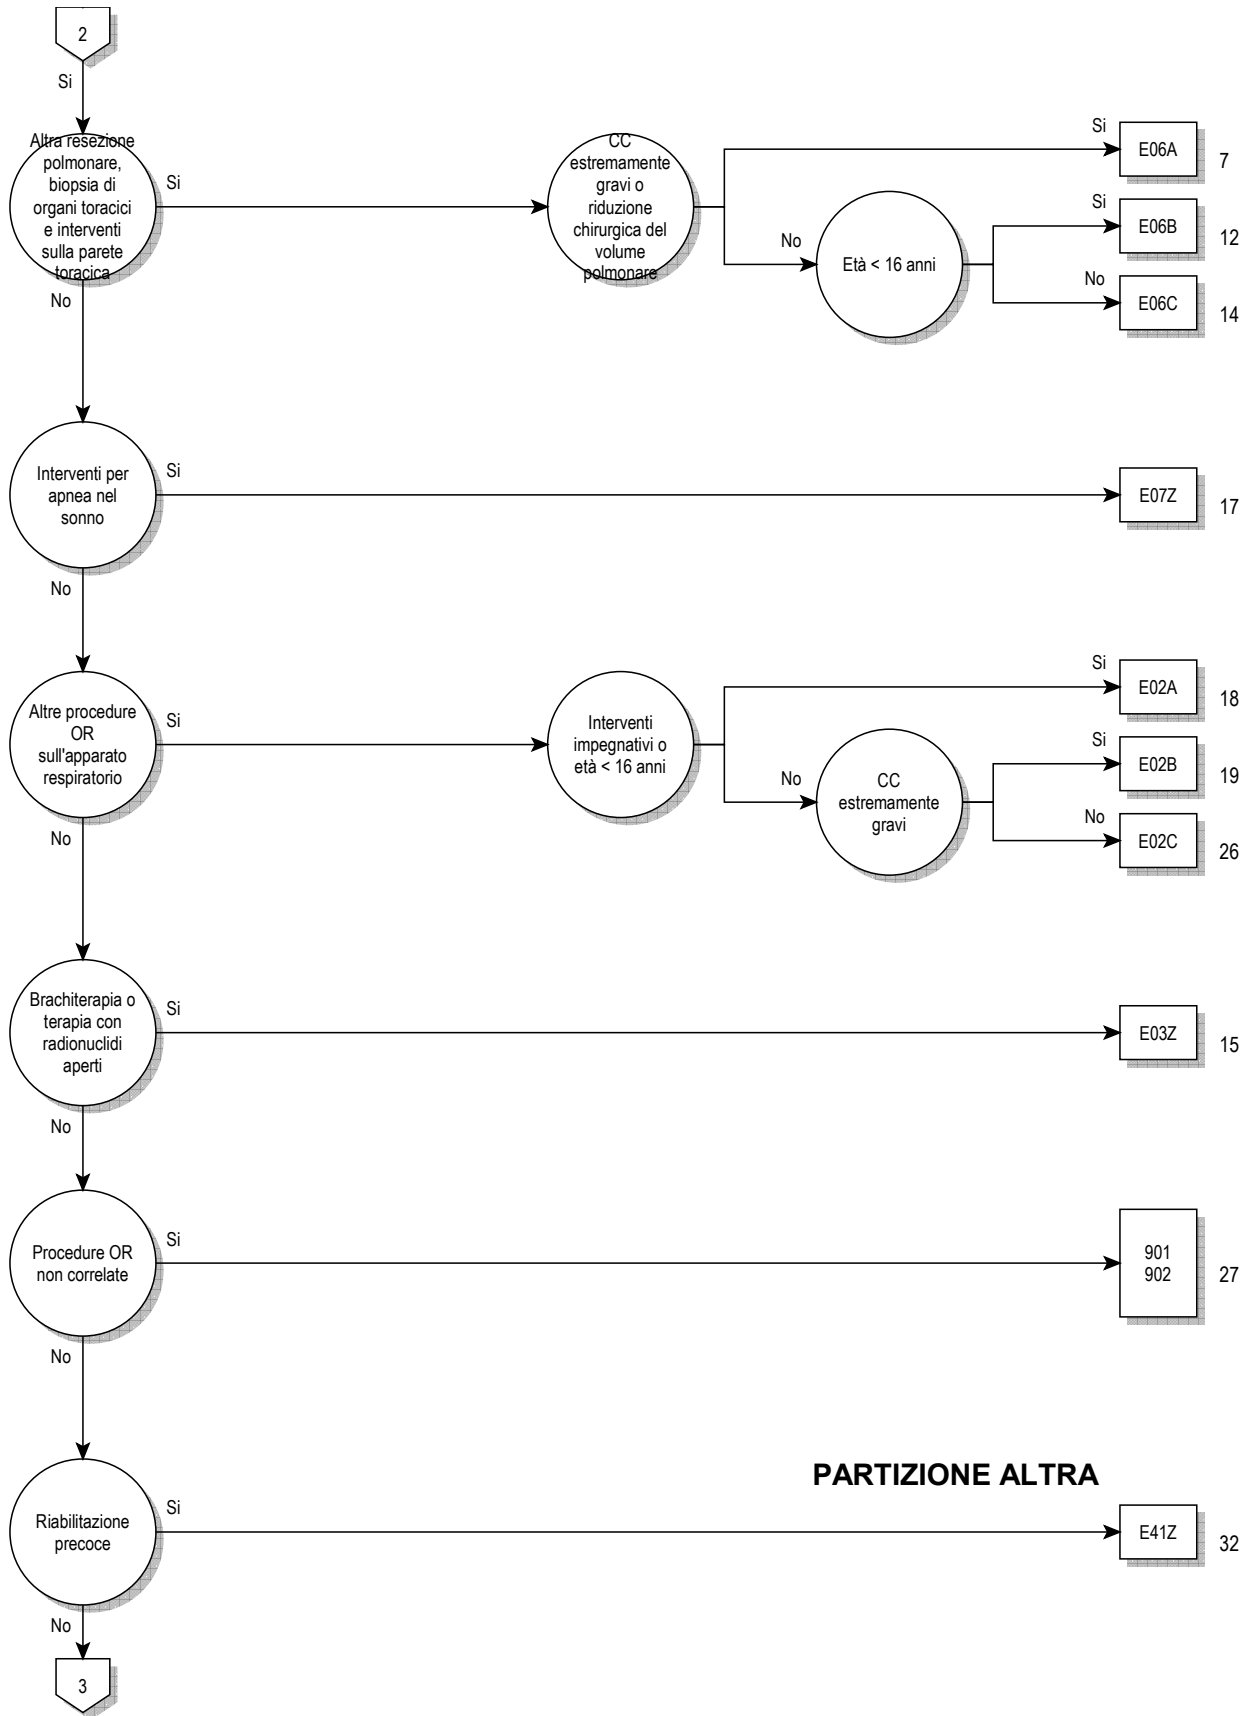 2
Si
Altra resezione
polmonare,
biopsia di
organi toracici
e interventi
sulla parete
toracica
Si
No
CC
estremamente
gravi o
riduzione
chirurgica del
volume
polmonare
Si
E06A
7
No
Età < 16 anni
Si
E06B
12
No
E06C
14
Interventi per
apnea nel
sonno
Si
E07Z
17
No
Altre procedure
OR
sull'apparato
respiratorio
Si
No
Interventi
impegnativi o
età < 16 anni
Si
E02A
18
No
CC
estremamente
gravi
Si
E02B
19
No
E02C
26
Brachiterapia o
terapia con
radionuclidi
aperti
Si
E03Z
15
No
Procedure OR
non correlate
Si
901
902
27
No
PARTIZIONE ALTRA
Riabilitazione
precoce
Si
E41Z
32
No
3